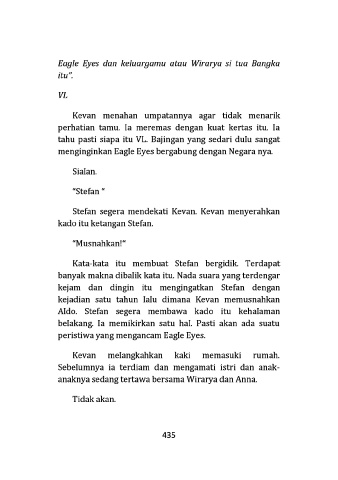 Eagle Eyes dan keluargamu atau Wirarya si tua Bangka
itu".
VL
Kevan menahan umpatannya agar tidak menarik
perhatian tamu. Ia meremas dengan kuat kertas itu. Ia
tahu pasti siapa itu VL. Bajingan yang sedari dulu sangat
menginginkan Eagle Eyes bergabung dengan Negara nya.
Sialan.
"Stefan "
Stefan segera mendekati Kevan. Kevan menyerahkan
kado itu ketangan Stefan.
"Musnahkan!"
Kata-kata itu membuat Stefan bergidik. Terdapat
banyak makna dibalik kata itu. Nada suara yang terdengar
kejam dan dingin itu mengingatkan Stefan dengan
kejadian satu tahun lalu dimana Kevan memusnahkan
Aldo. Stefan segera membawa kado itu kehalaman
belakang. Ia memikirkan satu hal. Pasti akan ada suatu
peristiwa yang mengancam Eagle Eyes.
Kevan melangkahkan kaki memasuki rumah.
Sebelumnya ia terdiam dan mengamati istri dan anak-
anaknya sedang tertawa bersama Wirarya dan Anna.
Tidak akan.
435